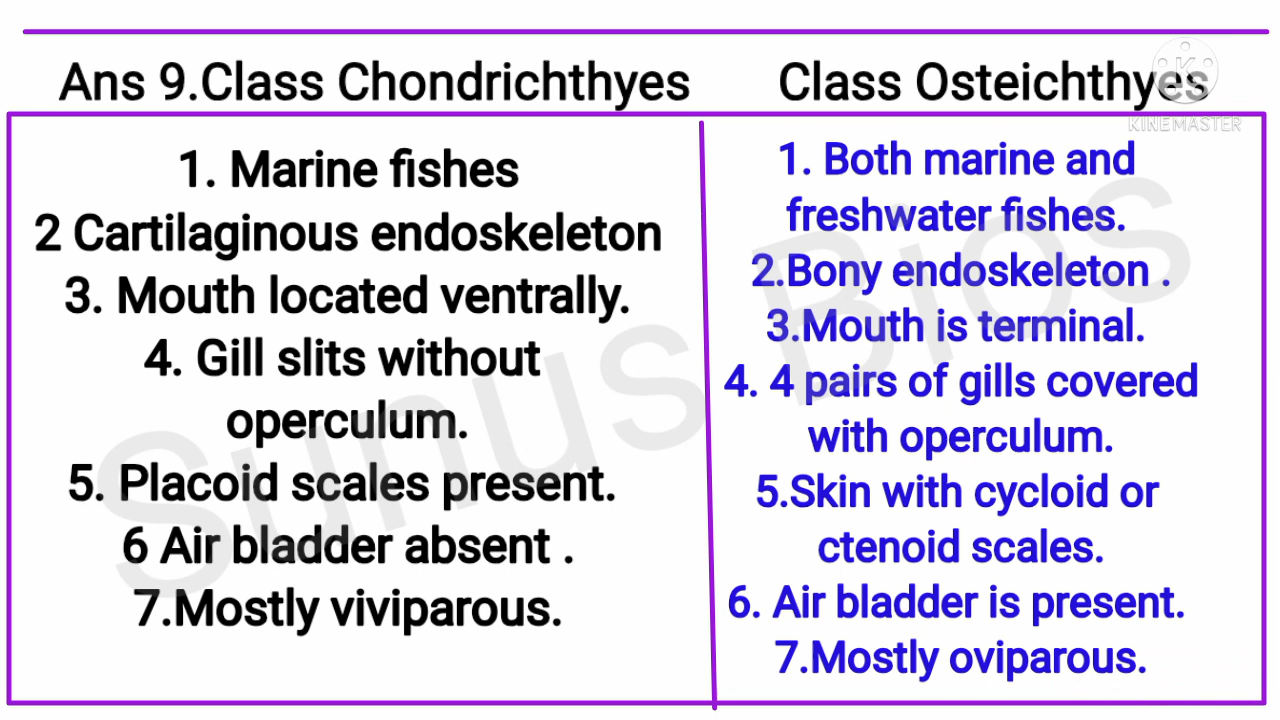 Ans 9.Class Chondrichthyes
Class Osteichthyes
KINEMASTER
1. Marine fishes
2 Cartilaginous endoskeleton
3. Mouth located ventrally.
4. Gill slits without
operculum.
5. Placoid scales present.
6 Air bladder absent .
7.Mostly viviparous.
1. Both marine and
freshwater fishes.
2.Bony endoskeleton .
3.Mouth is terminal.
4. 4 pairs of gills covered
with operculum.
5.Skin with cycloid or
ctenoid scales.
6. Air bladder is present.
7.Mostly oviparous.
Sunus Bios